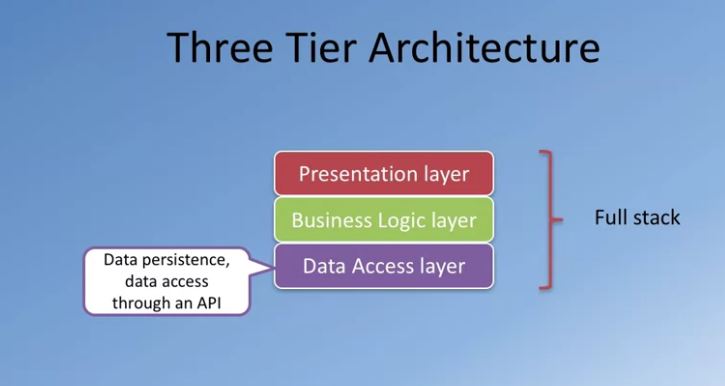 Three Tier Architecture
Presentation layer
Business Logic layer
Data Access layer
Data persistence,
data access
through an API
Full stack